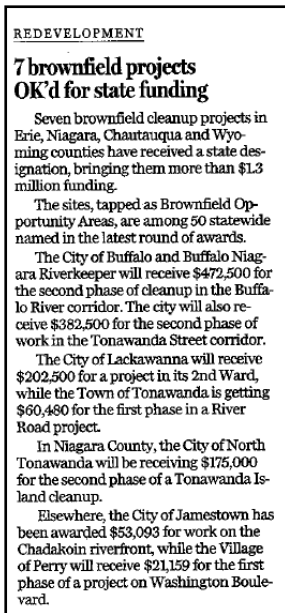 REDEVELOPMENT
7 brownfield projects
OK'd for state funding
Seven brownfield cleanup projects in
Erie, Niagara, Chautauqua and Wyo-
ming counties have received a state des-
ignation, bringing them more than $1.3
million funding.
The sites, tapped as Brownfield Op-
portunity Areas, are among 50 statewide
named in the latest round of awards.
The City of Buffalo and Buffalo Niag-
ara Riverkeeper will receive $472,500 for
the second phase of cleanup in the Buffa-
lo River corridor. The city will also re-
ceive $382,500 for the second phase of
work in the Tonawanda Street corridor.
The City of Lackawanna will receive
$202,500 for a project in its 2nd Ward,
while the Town of Tonawanda is getting
$60,480 for the first phase in a River
Road project.
In Niagara County, the City of North
Tonawanda will be receiving $175,000
for the second phase of a Tonawanda Is-
land cleanup.
Elsewhere, the City of Jamestown has
been awarded $53,093 for work on the
Chadakoin riverfront, while the Village
of Perry will receive $21,159 for the first
phase of a project on Washington Boule-
vard.